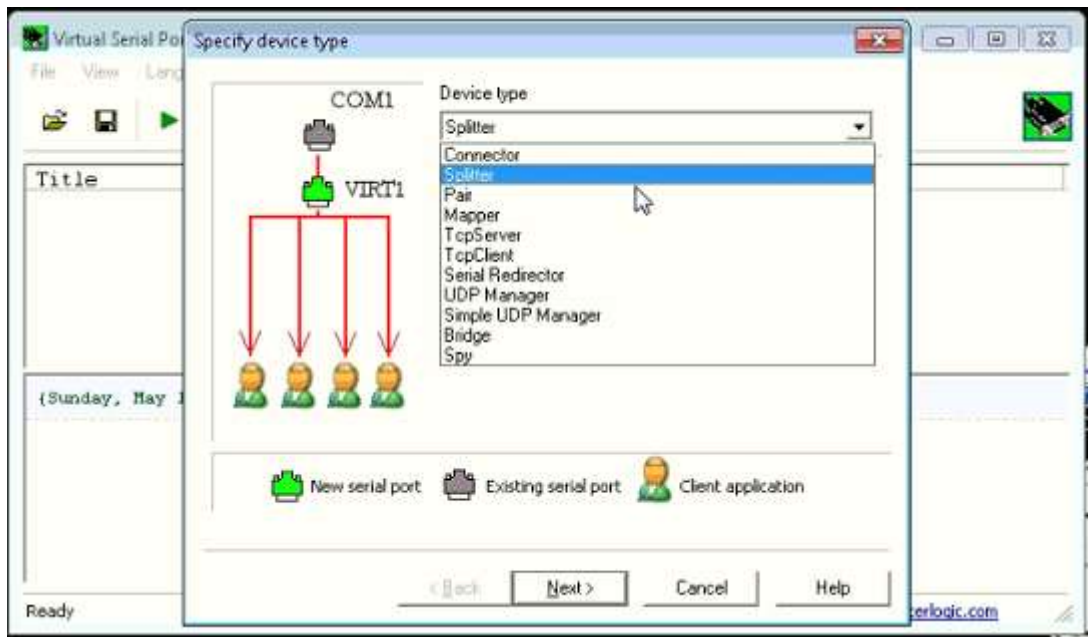 Virtual Serial Por
Specify device type
File View Lang
COM1
Device type
Splitter
Connector
Splitter
Pair
Mapper
TcpServer
TcpClient
Serial Redirector
UDP Manager
Simple UDP Manager
Bridge
Spy
Title
VIRT1
(Sunday, May
New serial port
Existing serial port
Client application
< Back
Next >
Cancel
Help
Ready
erlogic.com